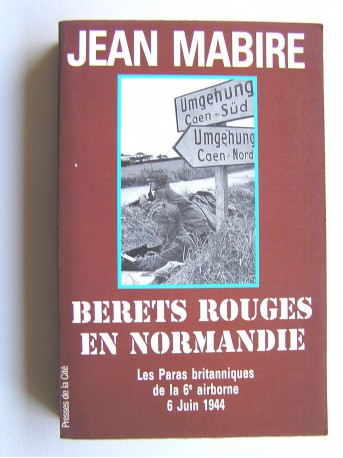 JEAN MABIRE
Umgehung
Caen-Süd
Umgehung
Caen-Nord
BERETS ROUGES
EN NORMANDIE
Les Paras britanniques
de la 6e airborne
6 Juin 1944
Presses de la Cité